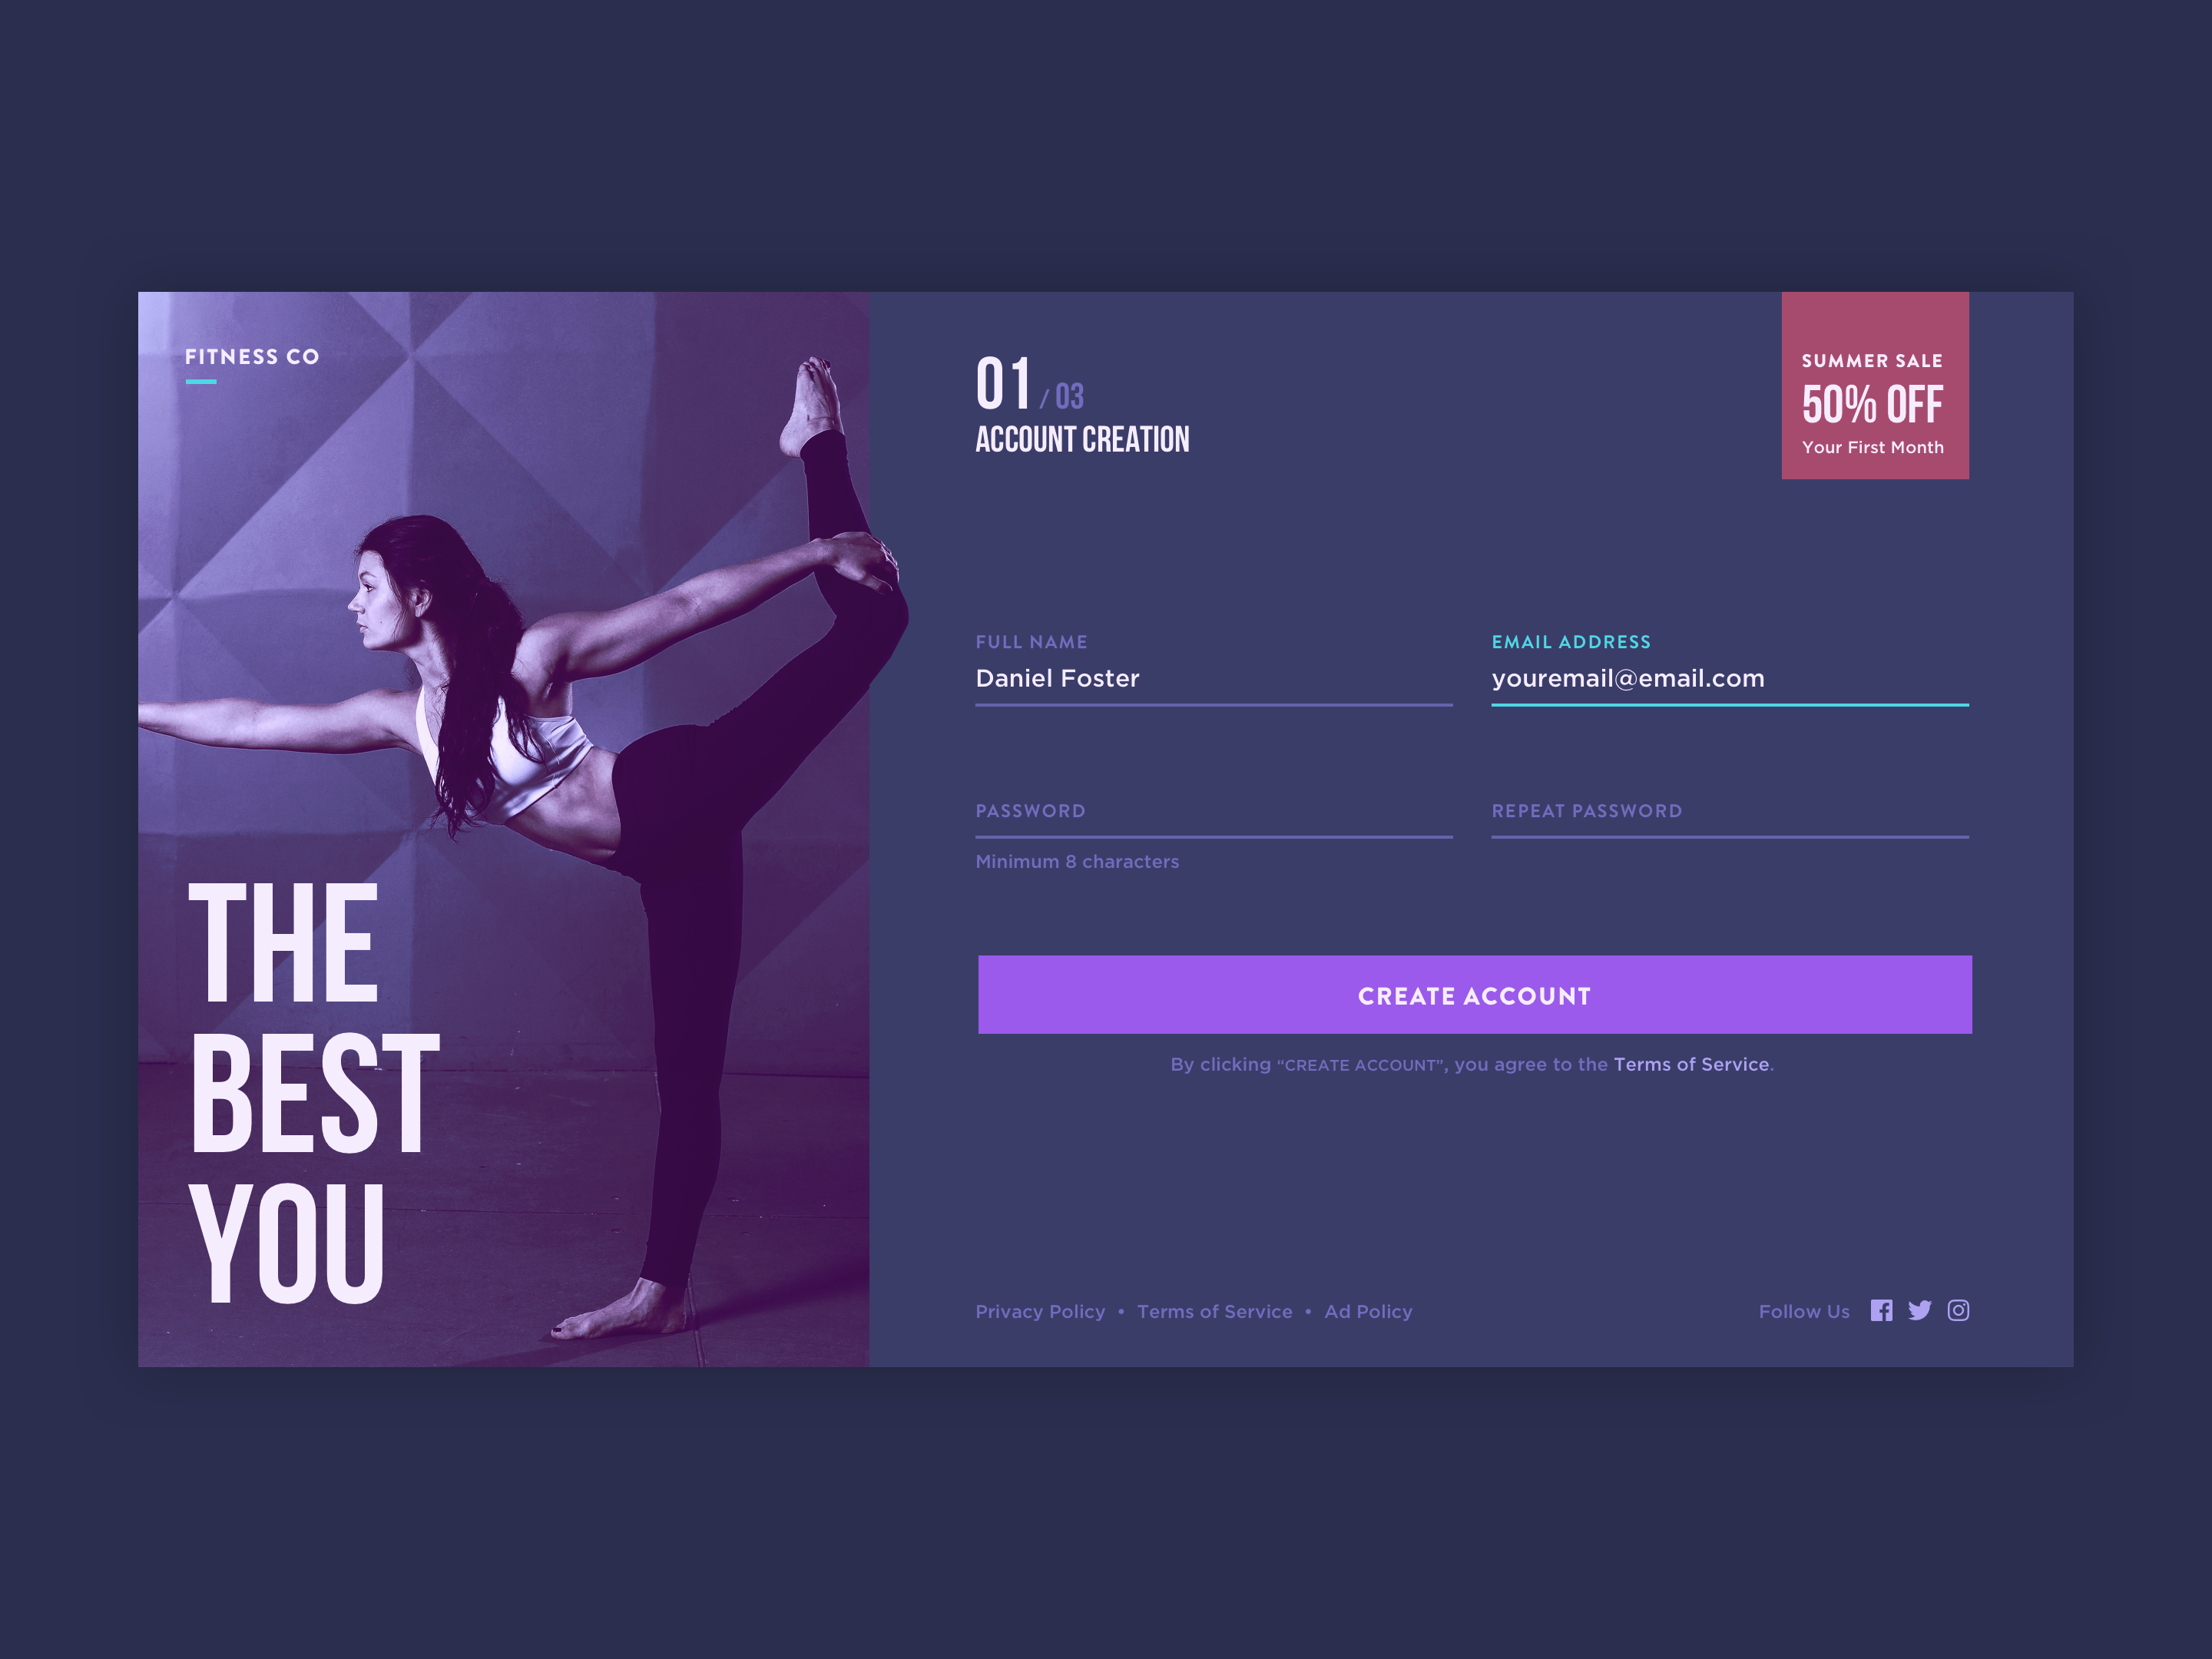 FITNESS CO
THE
BEST
YOU
01 / 03
ACCOUNT CREATION
SUMMER SALE
50% OFF
Your First Month
FULL NAME
Daniel Foster
EMAIL ADDRESS
youremail@email.com
PASSWORD
Minimum 8 characters
REPEAT PASSWORD
CREATE ACCOUNT
By clicking “CREATE ACCOUNT”, you agree to the Terms of Service.
Privacy Policy • Terms of Service • Ad Policy
Follow Us